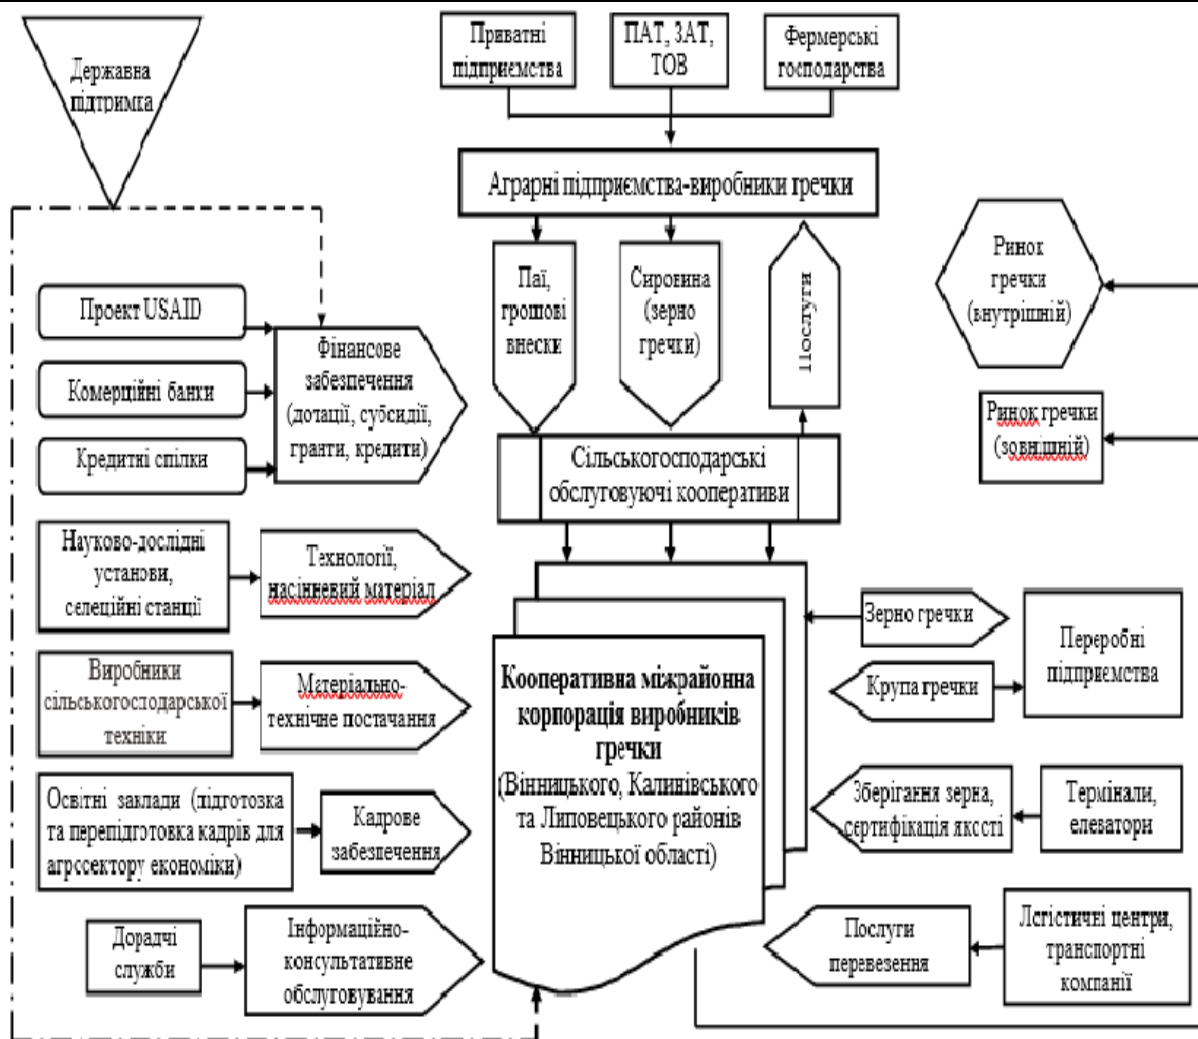 Державна
підтримка
Приватні
підприємства
ПАТ, ЗАТ,
ТОВ
Фермерські
господарства
Аграрні підприємства-виробники гречки
Паї,
грошові
внески
Сировина
(зерно
гречки)
Послуги
Ринок
гречки
(внутрішній)
Ринок гречки
(зовнішній)
Проект USAID
Комерційні банки
Кредитні спілки
Фінансове
забезпечення
(дотації, субсидії,
гранти, кредити)
Сільськогосподарські
обслуговуючі кооперативи
Науково-дослідні
установи,
селеційні станції
Технології,
насінневий матеріал
Виробники
сільськогосподарської
техніки
Матеріально-
технічне постачання
Освітні заклади (підготовка
та перепідготовка кадрів для
агросектору економіки)
Кадрове
забезпечення
Дорадчі
служби
Інформаційно-
консультативне
обслуговування
Кооперативна міжрайонна
корпорація виробників
гречки
(Вінницького, Калинівського
та Липовецького районів
Вінницької області)
Зерно гречки
Крупа гречки
Переробні
підприємства
Зберігання зерна,
сертифікація якості
Термінали,
елеватори
Послуги
перевезення
Логістичні центри,
транспортні
компанії